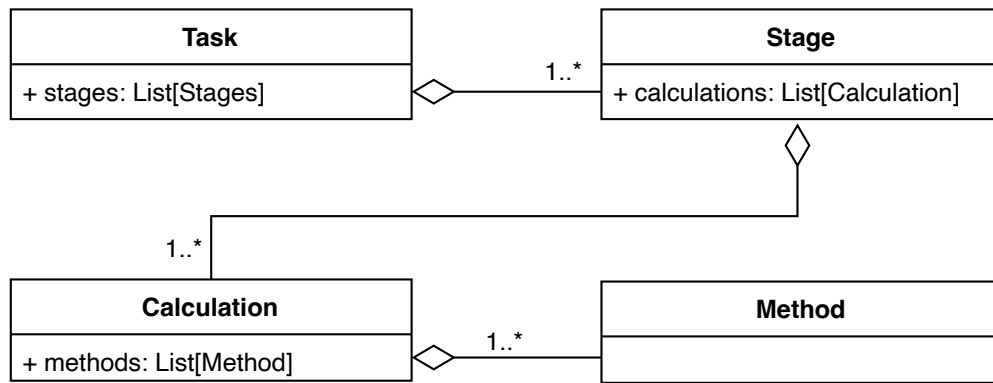 Task
+ stages: List[Stages]
1..*
Stage
+ calculations: List[Calculation]
1..*
Calculation
+ methods: List[Method]
1..*
Method